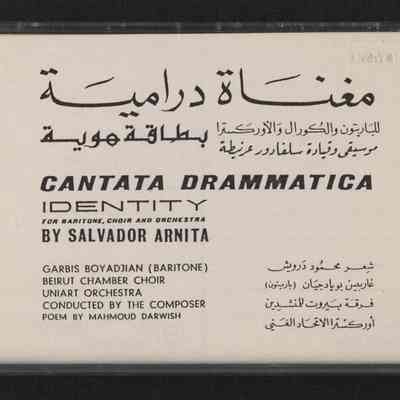 مغناة درامية
للباريتون والكورال والأوركسترا
موسيقى وقيادة سلفادور عرنيطة
بطاقة هوية
CANTATA DRAMMATICA
IDENTITY
FOR BARITONE, CHOIR AND ORCHESTRA
BY SALVADOR ARNITA
GARBIS BOYADJIAN (BARITONE)
BEIRUT CHAMBER CHOIR
UNIART ORCHESTRA
CONDUCTED BY THE COMPOSER
POEM BY MAHMOUD DARWISH
شعر محمود درويش
غاربيس بوياجيان (باريتون)
فرقة بيروت للمنشدين
أوركسترا الاتحاد الفني